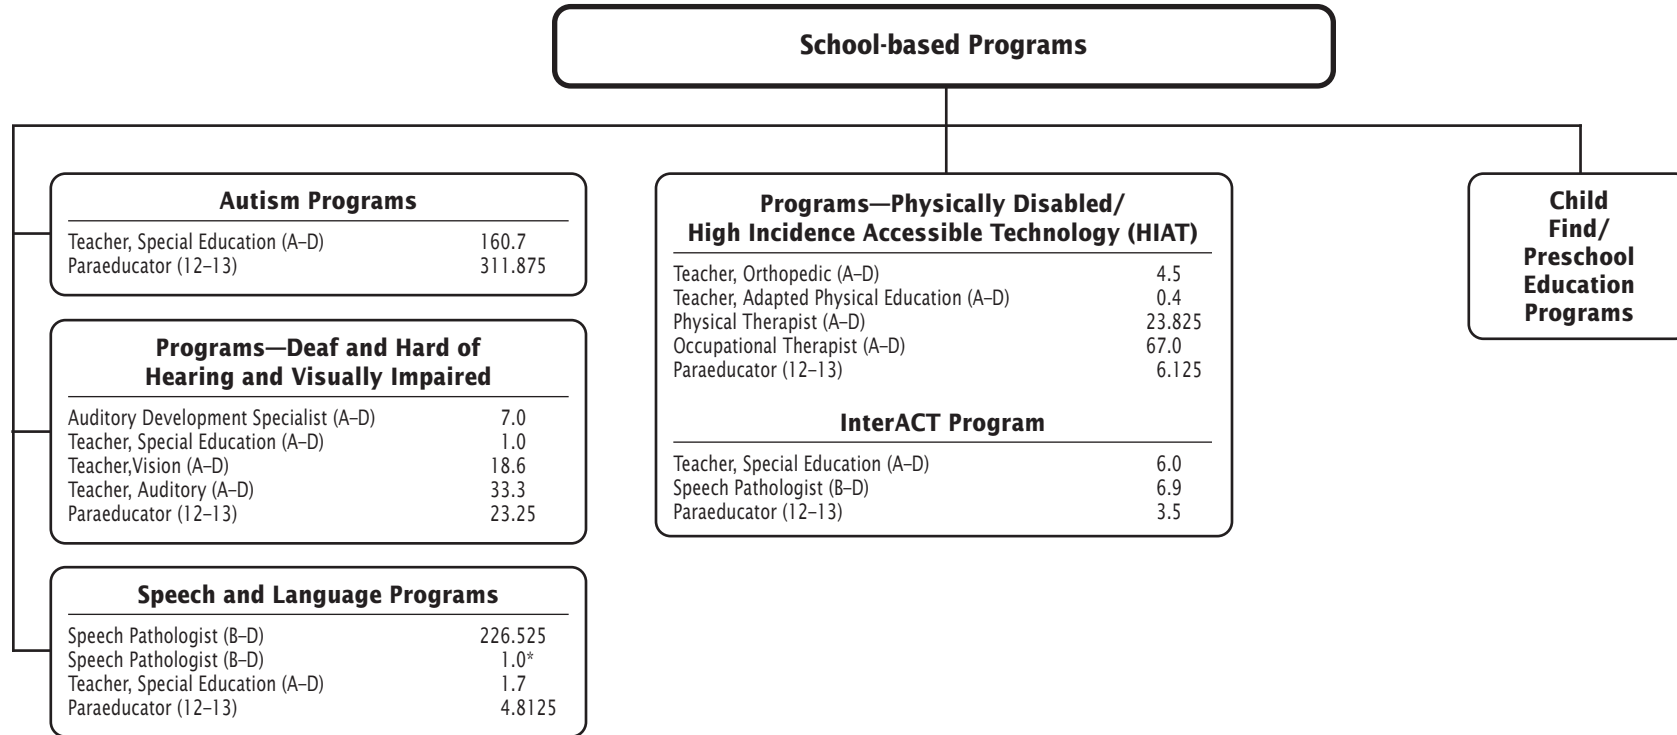 School-based Programs
Autism Programs
Teacher, Special Education (A–D) 160.7
Paraeducator (12–13) 311.875
Programs—Deaf and Hard of
Hearing and Visually Impaired
Auditory Development Specialist (A–D) 7.0
Teacher, Special Education (A–D) 1.0
Teacher,Vision (A–D) 18.6
Teacher, Auditory (A–D) 33.3
Paraeducator (12–13) 23.25
Speech and Language Programs
Speech Pathologist (B–D) 226.525
Speech Pathologist (B–D) 1.0*
Teacher, Special Education (A–D) 1.7
Paraeducator (12–13) 4.8125
Programs—Physically Disabled/
High Incidence Accessible Technology (HIAT)
Teacher, Orthopedic (A–D) 4.5
Teacher, Adapted Physical Education (A–D) 0.4
Physical Therapist (A–D) 23.825
Occupational Therapist (A–D) 67.0
Paraeducator (12–13) 6.125
InterACT Program
Teacher, Special Education (A–D) 6.0
Speech Pathologist (B–D) 6.9
Paraeducator (12–13) 3.5
Child
Find/
Preschool
Education
Programs